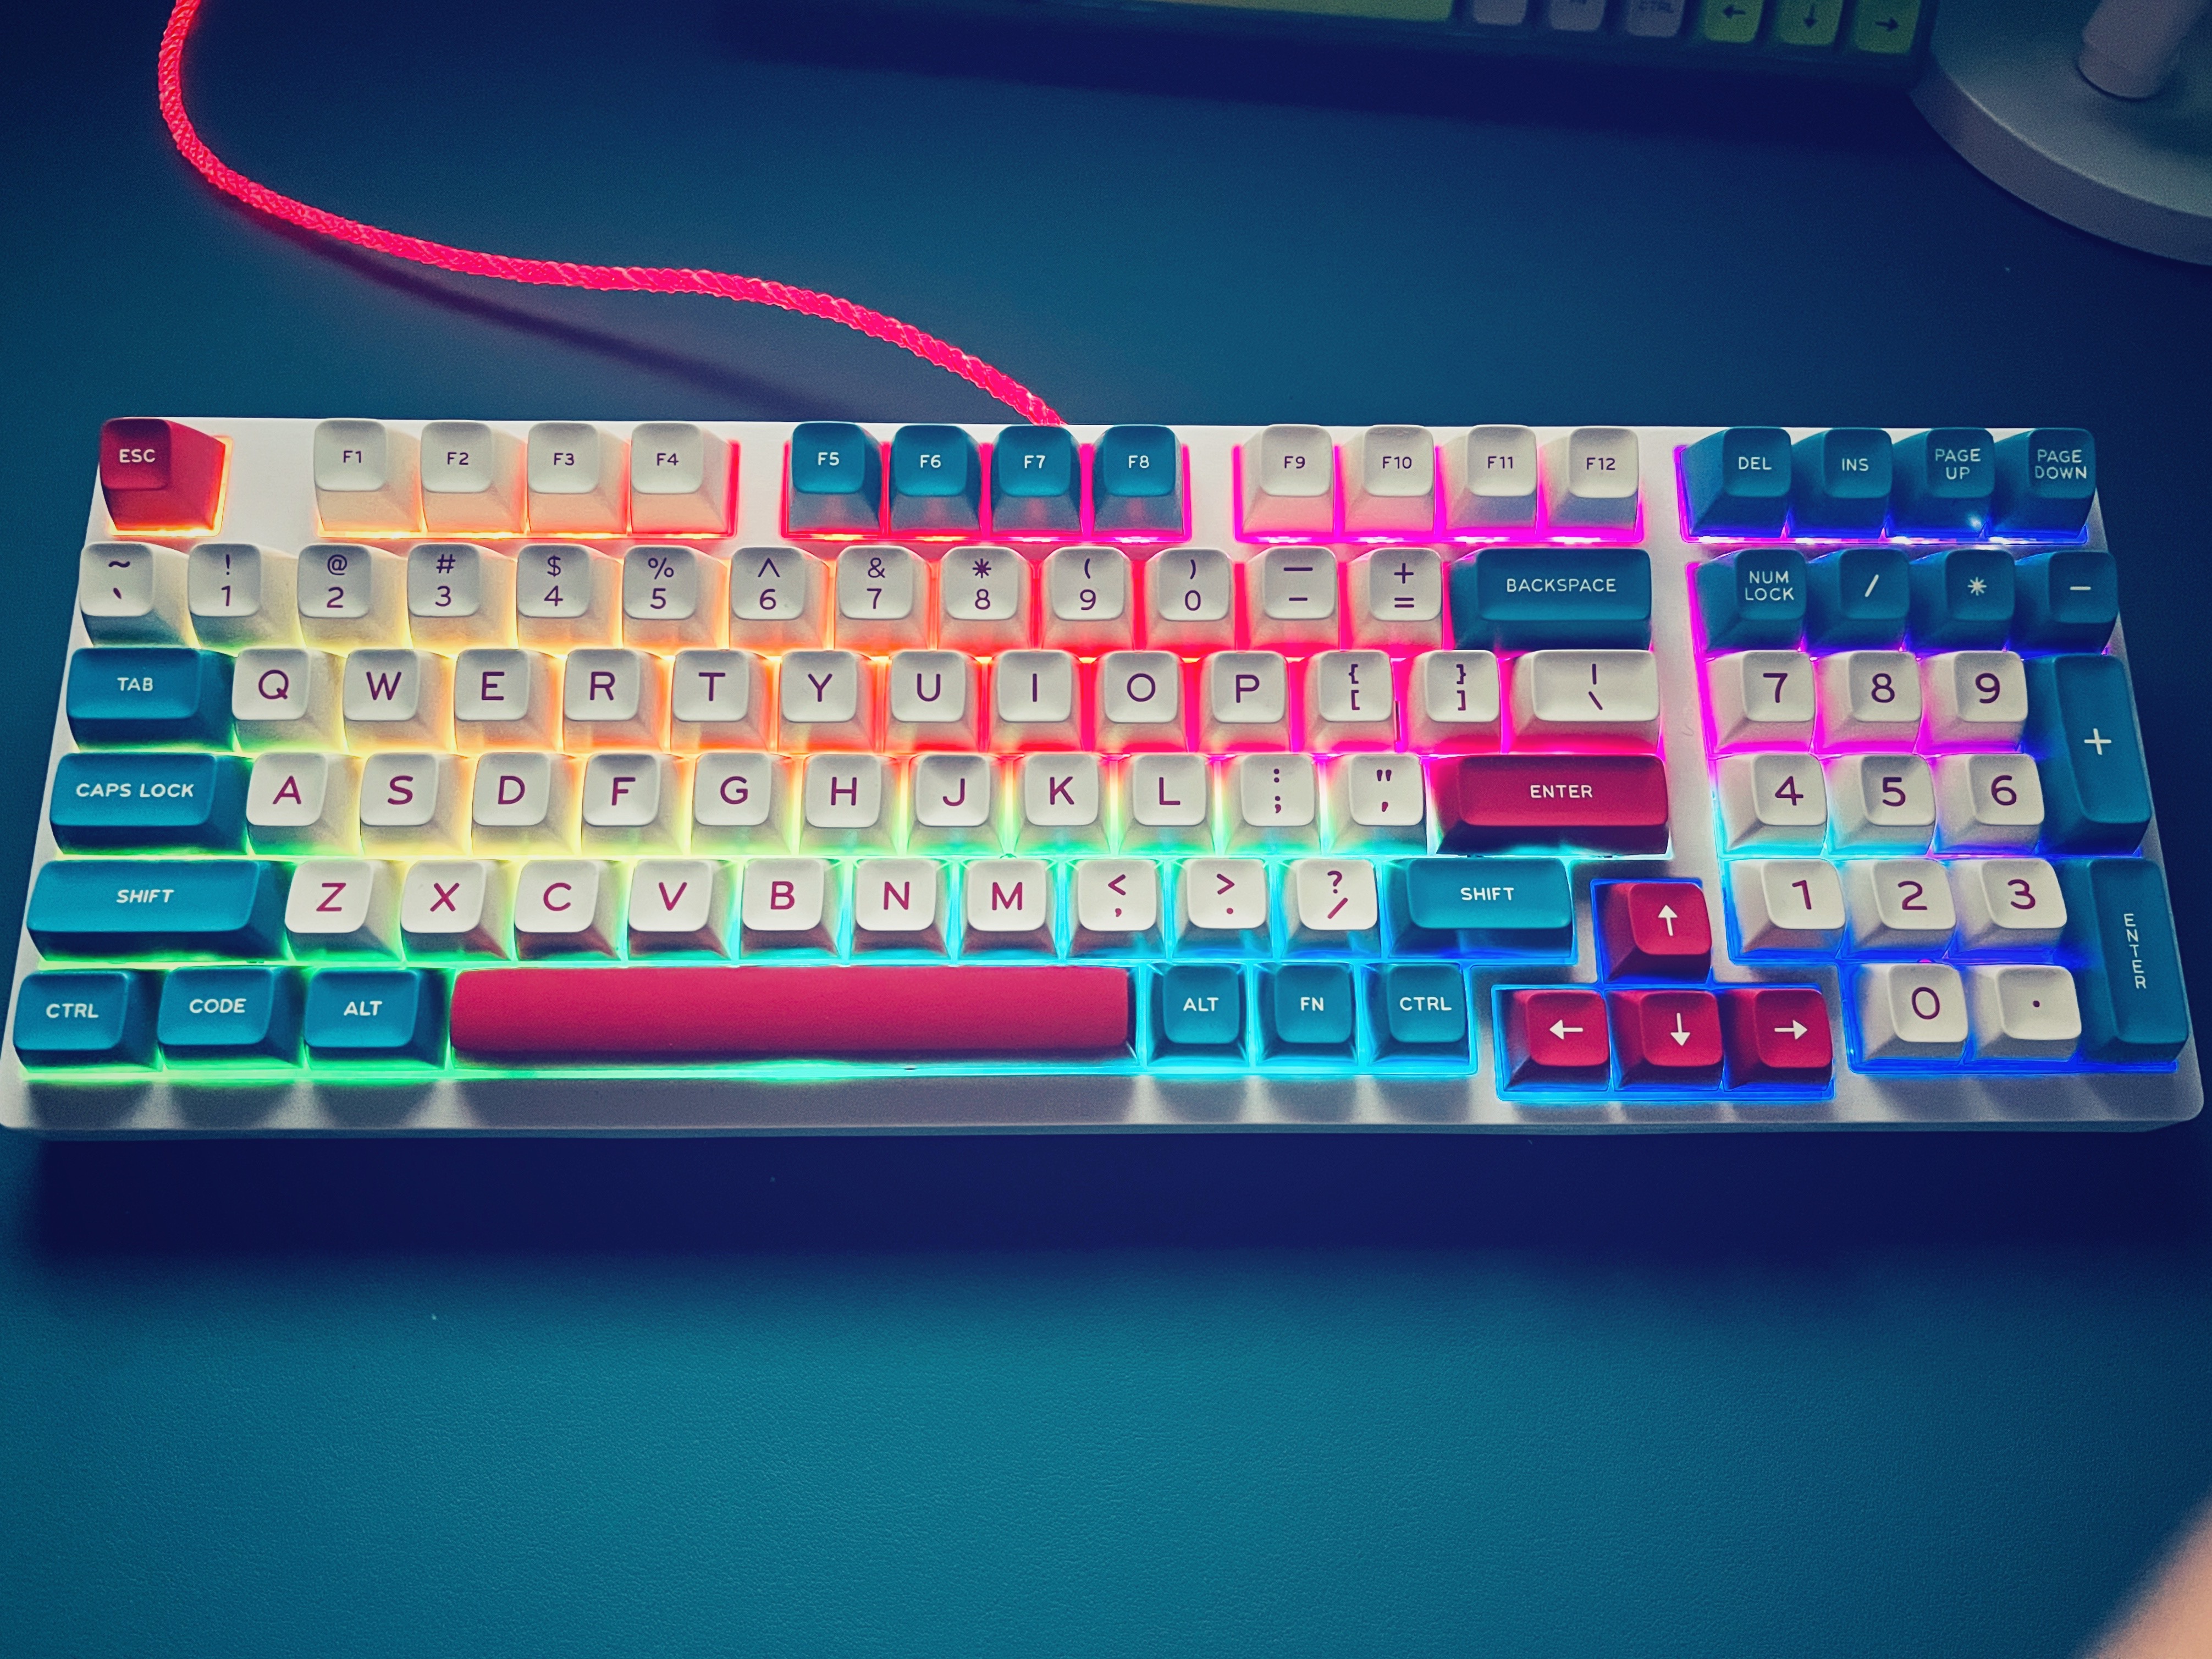 CTRL ← ↓ →
ESC F1 F2 F3 F4 F5 F6 F7 F8 F9 F10 F11 F12 DEL INS PAGE UP PAGE DOWN
~ ! @ # $ % ^ & * ( ) — +
` 1 2 3 4 5 6 7 8 9 0 - = BACKSPACE NUM LOCK / * -
TAB Q W E R T Y U I O P { [ } ] | \ 7 8 9 +
CAPS LOCK A S D F G H J K L : ; " ' ENTER 4 5 6
SHIFT Z X C V B N M < , > . ? / SHIFT ↑ 1 2 3 ENTER
CTRL CODE ALT ALT FN CTRL ← ↓ → 0 .